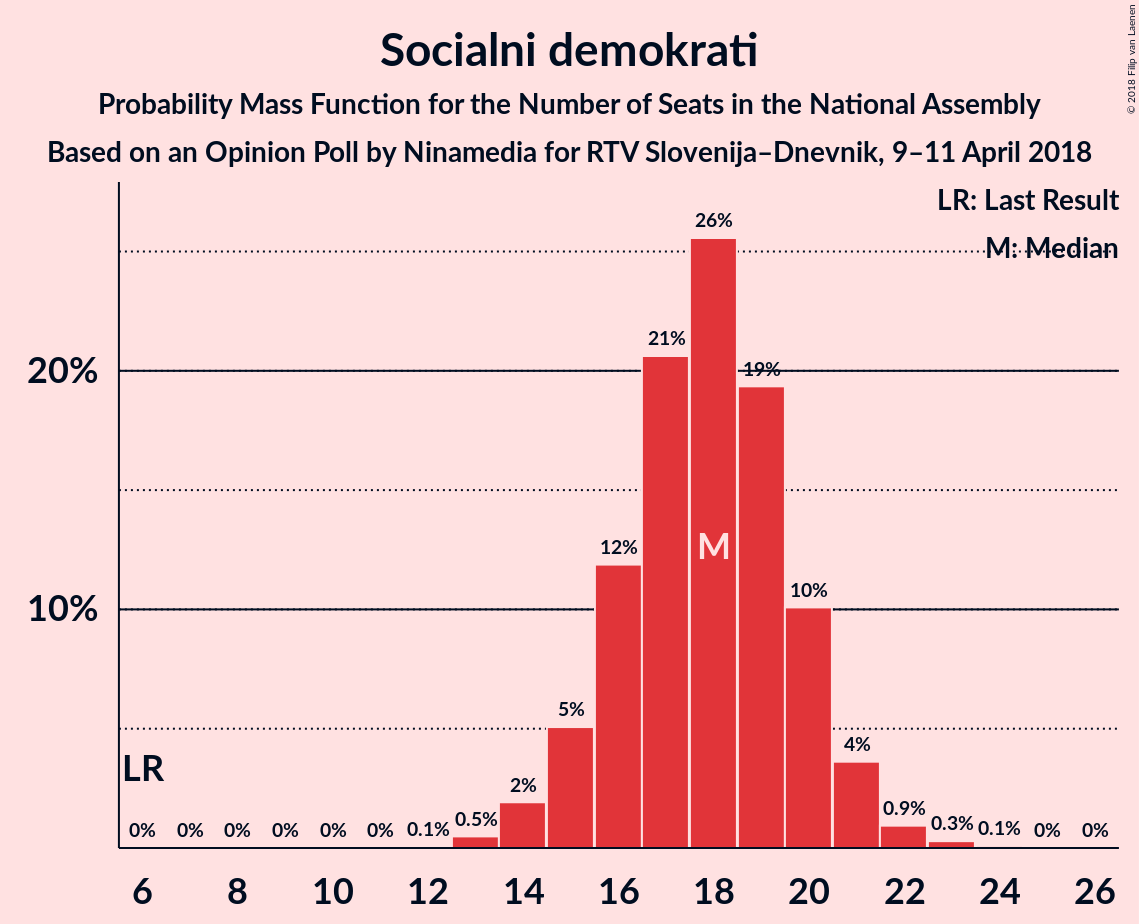 Socialni demokrati
Probability Mass Function for the Number of Seats in the National Assembly
Based on an Opinion Poll by Ninamedia for RTV Slovenija–Dnevnik, 9–11 April 2018
© 2018 Filip van Laenen
LR: Last Result
M: Median
26%
21%
20%
19%
M
12%
10%
10%
5%
4%
LR
2%
0% 0% 0% 0% 0% 0% 0.1% 0.5% 0.9% 0.3% 0.1% 0% 0%
6 8 10 12 14 16 18 20 22 24 26